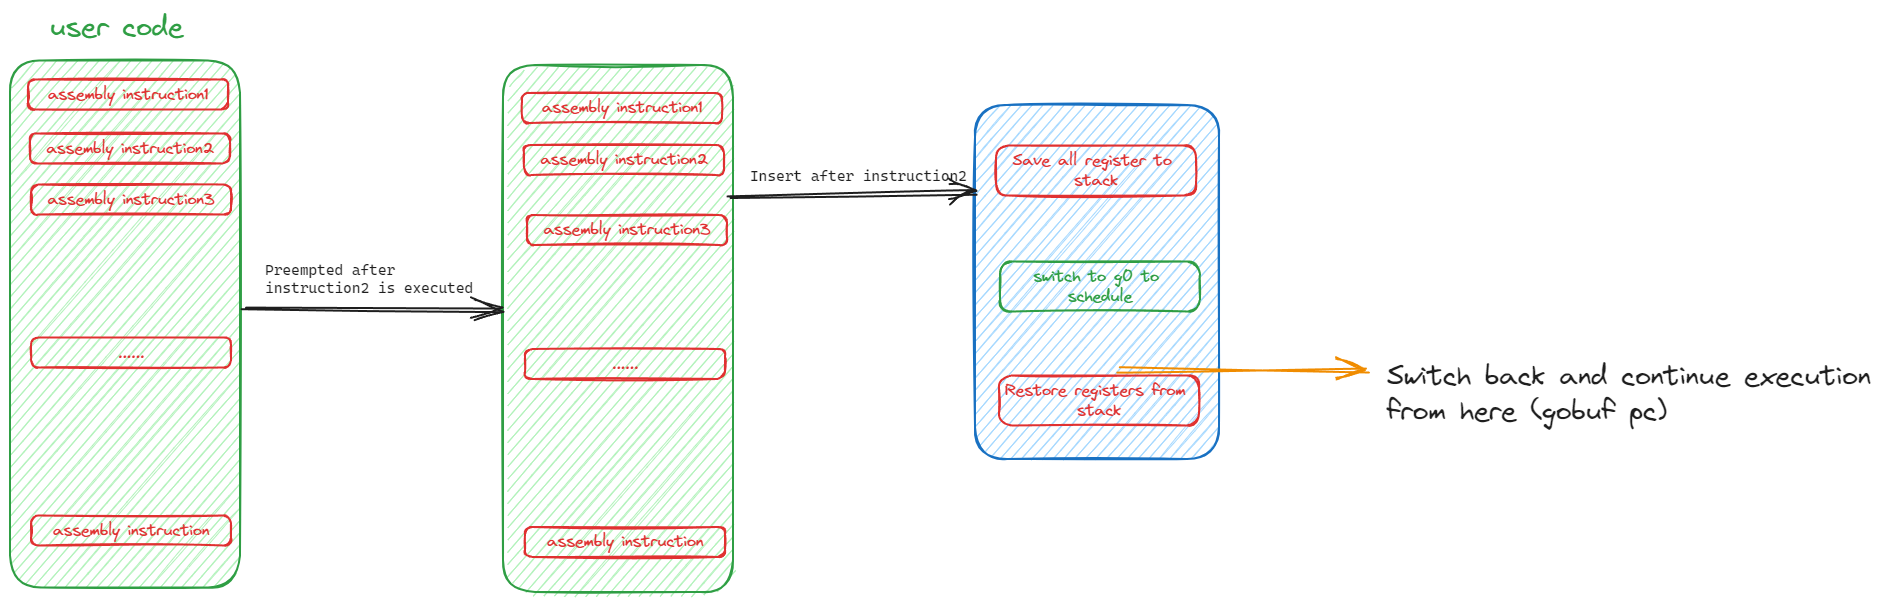 user code
assembly instruction1
assembly instruction2
assembly instruction3
......
assembly instruction
Preempted after
instruction2 is executed
assembly instruction1
assembly instruction2
assembly instruction3
......
assembly instruction
Insert after instruction2
Save all register to
stack
switch to g0 to
schedule
Restore registers from
stack
Switch back and continue execution
from here (gobuf pc)